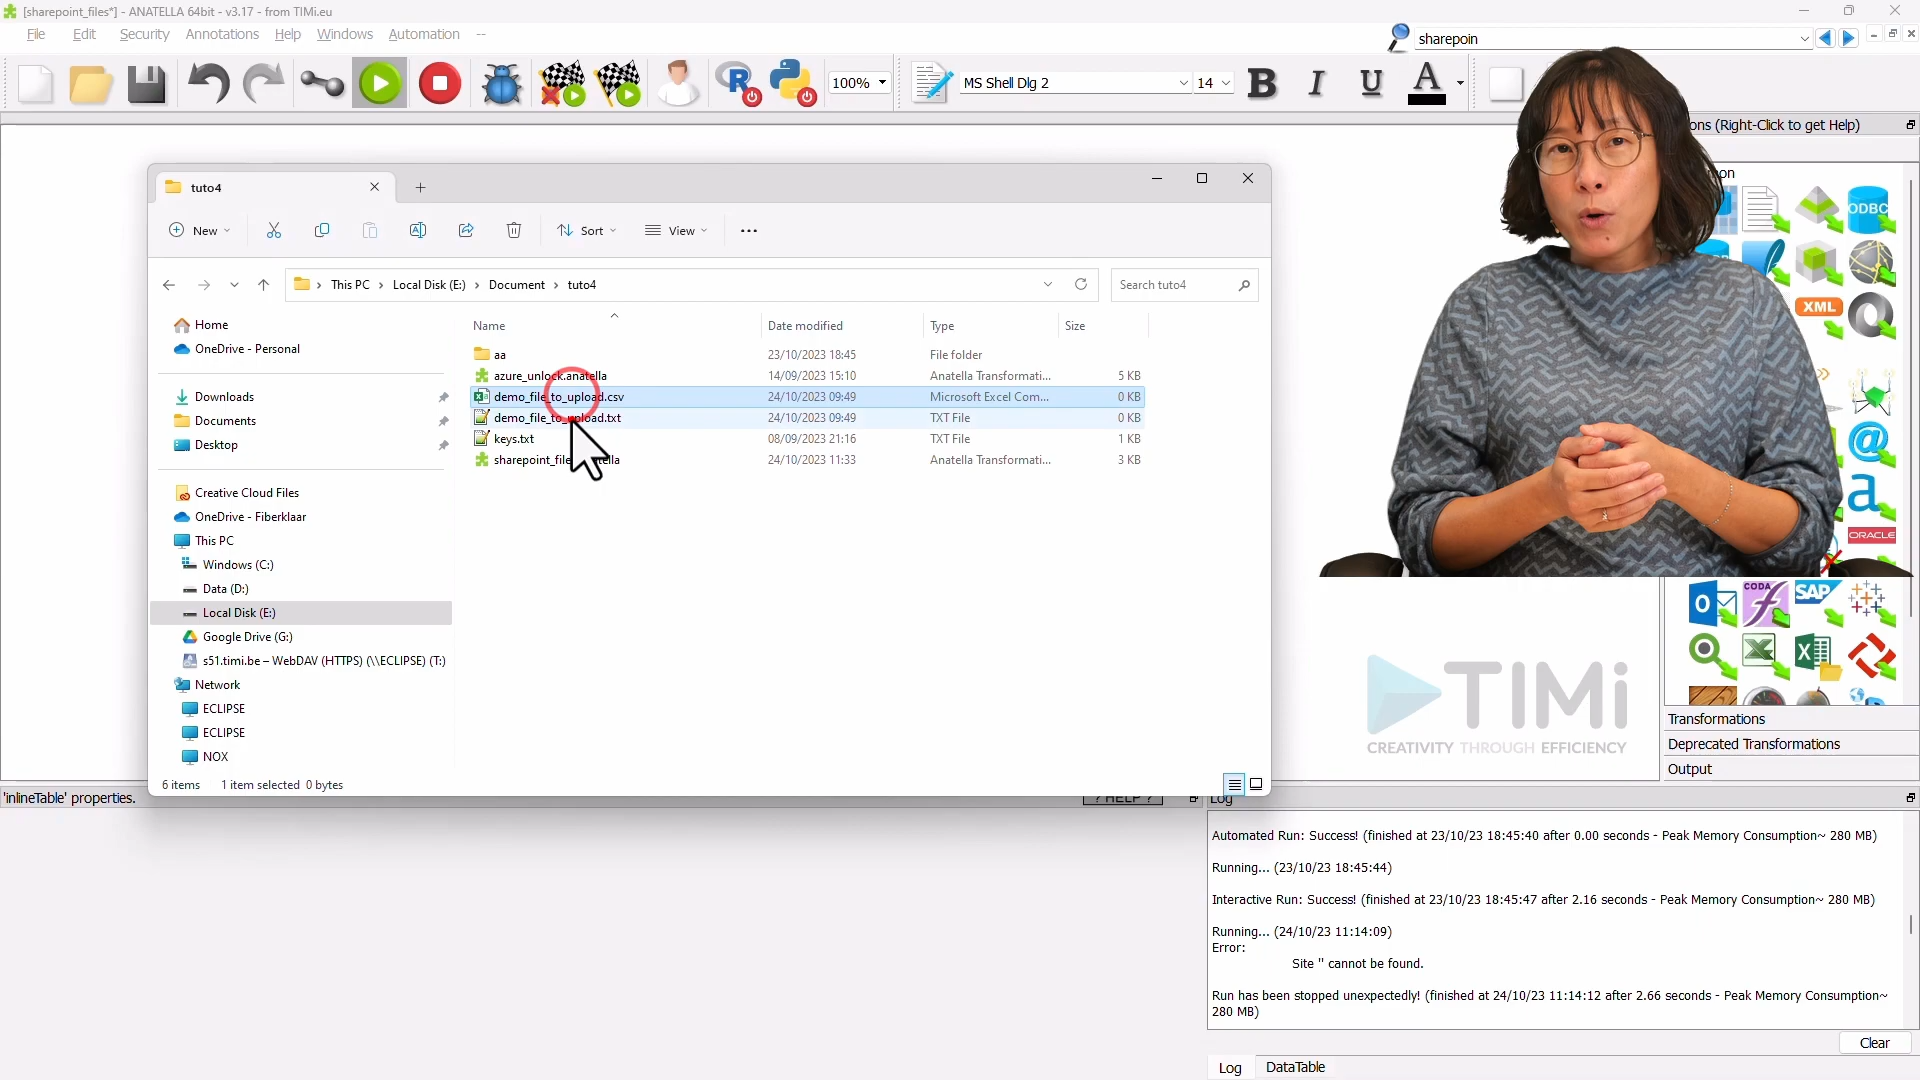 [sharepoint_files*] - ANATELLA 64bit - v3.17 - from TIMi.eu
File Edit Security Annotations Help Windows Automation --
sharepoin
100%
MS Shell Dlg 2
14
B I U A
ons (Right-Click to get Help)
tuto4
New
Sort
View
This PC > Local Disk (E:) > Document > tuto4
Search tuto4
Name Date modified Type Size
aa 23/10/2023 18:45 File folder
azure_unlock.anatella 14/09/2023 15:10 Anatella Transformati... 5 KB
demo_file_to_upload.csv 24/10/2023 09:49 Microsoft Excel Com... 0 KB
demo_file_to_upload.txt 24/10/2023 09:49 TXT File 0 KB
keys.txt 08/09/2023 21:16 TXT File 1 KB
sharepoint_file 24/10/2023 11:33 Anatella Transformati... 3 KB
Home
OneDrive - Personal
Downloads
Documents
Desktop
Creative Cloud Files
OneDrive - Fiberklaar
This PC
Windows (C:)
Data (D:)
Local Disk (E:)
Google Drive (G:)
s51.timi.be – WebDAV (HTTPS) (\\ECLIPSE) (T:)
Network
ECLIPSE
ECLIPSE
NOX
6 items 1 item selected 0 bytes
ODBC
XML
a
ORACLE
CODA
SAP
TIMi
CREATIVITY THROUGH EFFICIENCY
Transformations
Deprecated Transformations
Output
'inlineTable' properties.
? HELP ?
Log
Automated Run: Success! (finished at 23/10/23 18:45:40 after 0.00 seconds - Peak Memory Consumption~ 280 MB)
Running... (23/10/23 18:45:44)
Interactive Run: Success! (finished at 23/10/23 18:45:47 after 2.16 seconds - Peak Memory Consumption~ 280 MB)
Running... (24/10/23 11:14:09)
Error:
Site '' cannot be found.
Run has been stopped unexpectedly! (finished at 24/10/23 11:14:12 after 2.66 seconds - Peak Memory Consumption~
280 MB)
Clear
Log DataTable